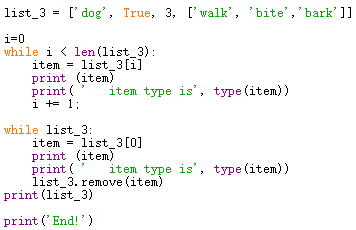 list_3 = ['dog', True, 3, ['walk', 'bite','bark']]
i=0
while i < len(list_3):
    item = list_3[i]
    print (item)
    print( '   item type is', type(item))
    i += 1;
while list_3:
    item = list_3[0]
    print (item)
    print( '   item type is', type(item))
    list_3.remove(item)
print(list_3)
print('End!')